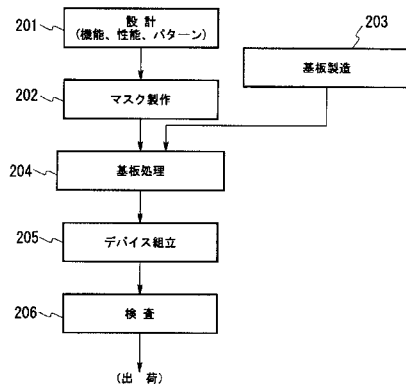 201
設 計
(機能、性能、パターン)
203
基板製造
202
マスク製作
204
基板処理
205
デバイス組立
206
検 査
(出 荷)